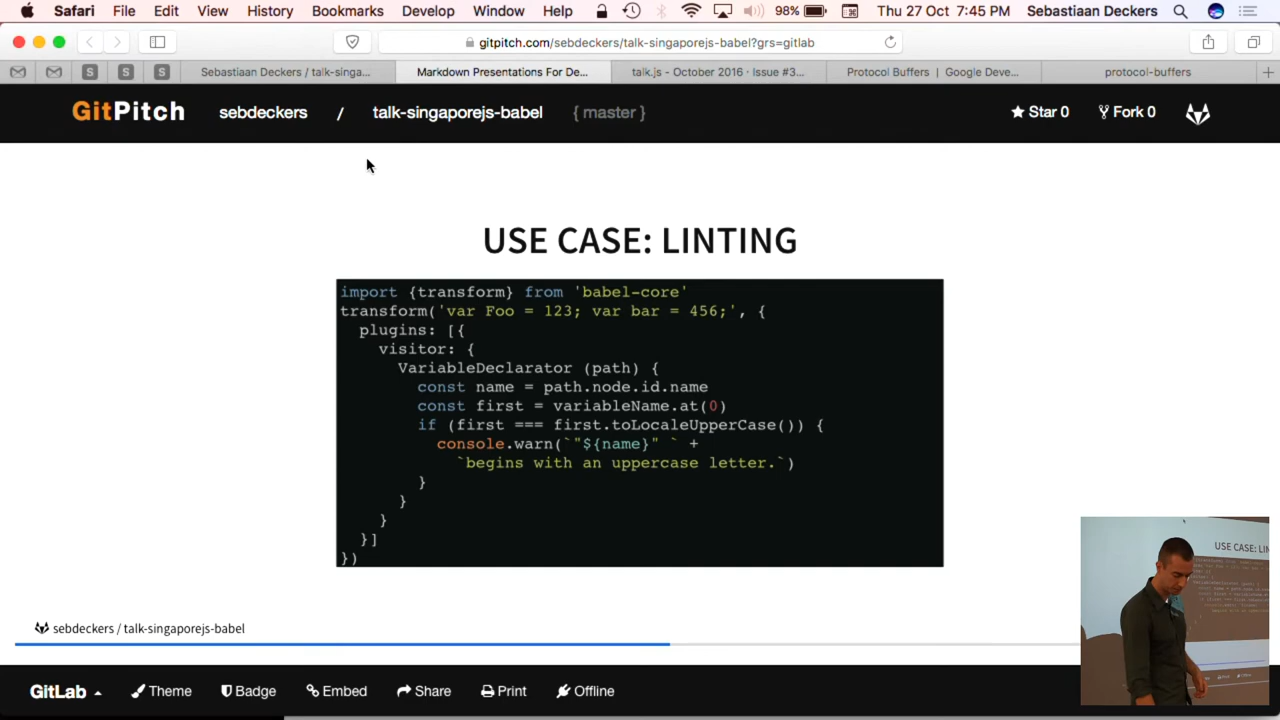 Safari File Edit View History Bookmarks Develop Window Help 98% Thu 27 Oct 7:45 PM Sebastiaan Deckers
gitpitch.com/sebdeckers/talk-singaporejs-babel?grs=gitlab
S S S Sebastiaan Deckers / talk-singa... Markdown Presentations For De... talk.js - October 2016 · Issue #3... Protocol Buffers | Google Deve... protocol-buffers
GitPitch sebdeckers / talk-singaporejs-babel { master } Star 0 Fork 0
USE CASE: LINTING
import {transform} from 'babel-core'
transform('var Foo = 123; var bar = 456;', {
plugins: [{
visitor: {
VariableDeclarator (path) {
const name = path.node.id.name
const first = variableName.at(0)
if (first === first.toLocaleUpperCase()) {
console.warn(`"${name}" ` +
`begins with an uppercase letter.`)
}
}
}
}]
})
USE CASE: LIN
sebdeckers / talk-singaporejs-babel
GitLab Theme Badge Embed Share Print Offline